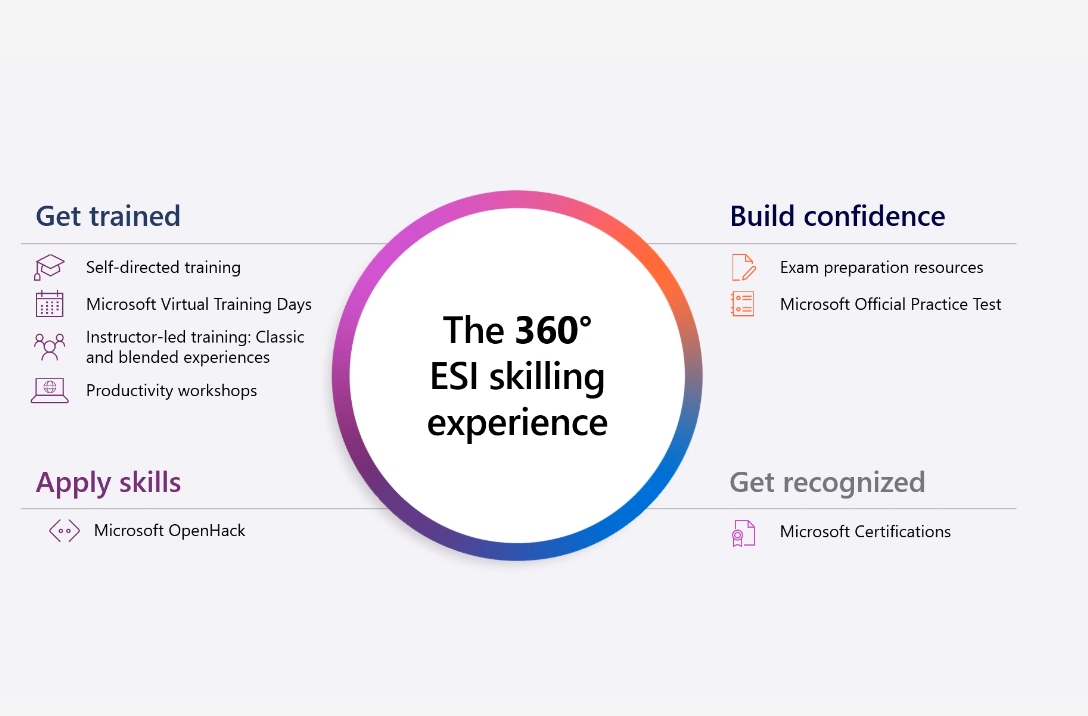 Get trained
Self-directed training
Microsoft Virtual Training Days
Instructor-led training: Classic
and blended experiences
Productivity workshops
Apply skills
Microsoft OpenHack
The 360°
ESI skilling
experience
Build confidence
Exam preparation resources
Microsoft Official Practice Test
Get recognized
Microsoft Certifications